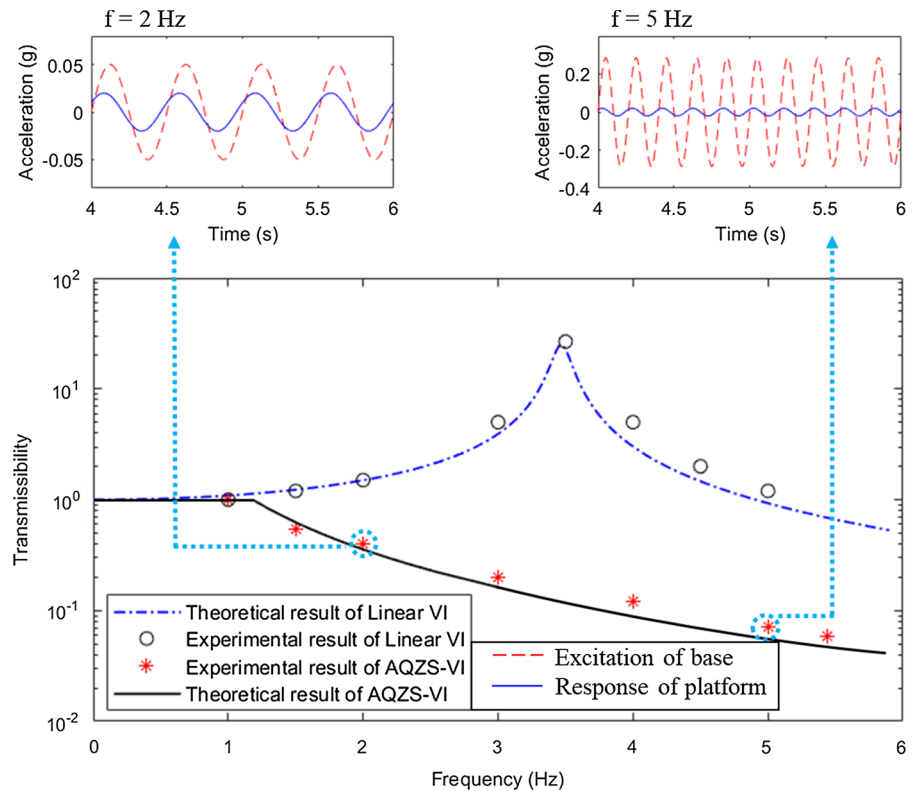 f = 2 Hz
f = 5 Hz
Acceleration (g)
0.05
0
-0.05
4
4.5
5
5.5
6
Time (s)
Acceleration (g)
0.2
0
-0.2
-0.4
4
4.5
5
5.5
6
Time (s)
Transmissibility
10^2
10^1
10^0
10^-1
10^-2
Theoretical result of Linear VI
Experimental result of Linear VI
Experimental result of AQZS-VI
Theoretical result of AQZS-VI
Excitation of base
Response of platform
0
1
2
3
4
5
6
Frequency (Hz)